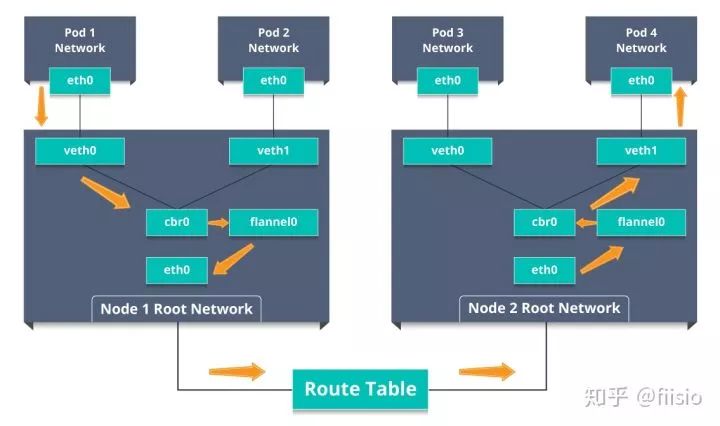 Pod 1
Network
eth0
Pod 2
Network
eth0
Pod 3
Network
eth0
Pod 4
Network
eth0
veth0
veth1
cbr0
flannel0
eth0
Node 1 Root Network
veth0
veth1
cbr0
flannel0
eth0
Node 2 Root Network
Route Table
知乎 @fiisio